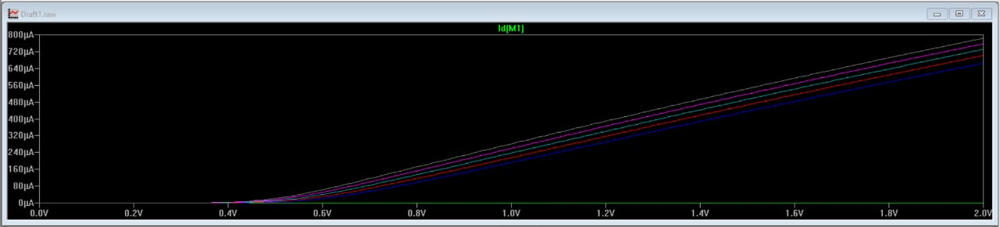 Draft1.raw
Id(M1)
800µA
720µA
640µA
560µA
480µA
400µA
320µA
240µA
160µA
80µA
0µA
0.0V 0.2V 0.4V 0.6V 0.8V 1.0V 1.2V 1.4V 1.6V 1.8V 2.0V